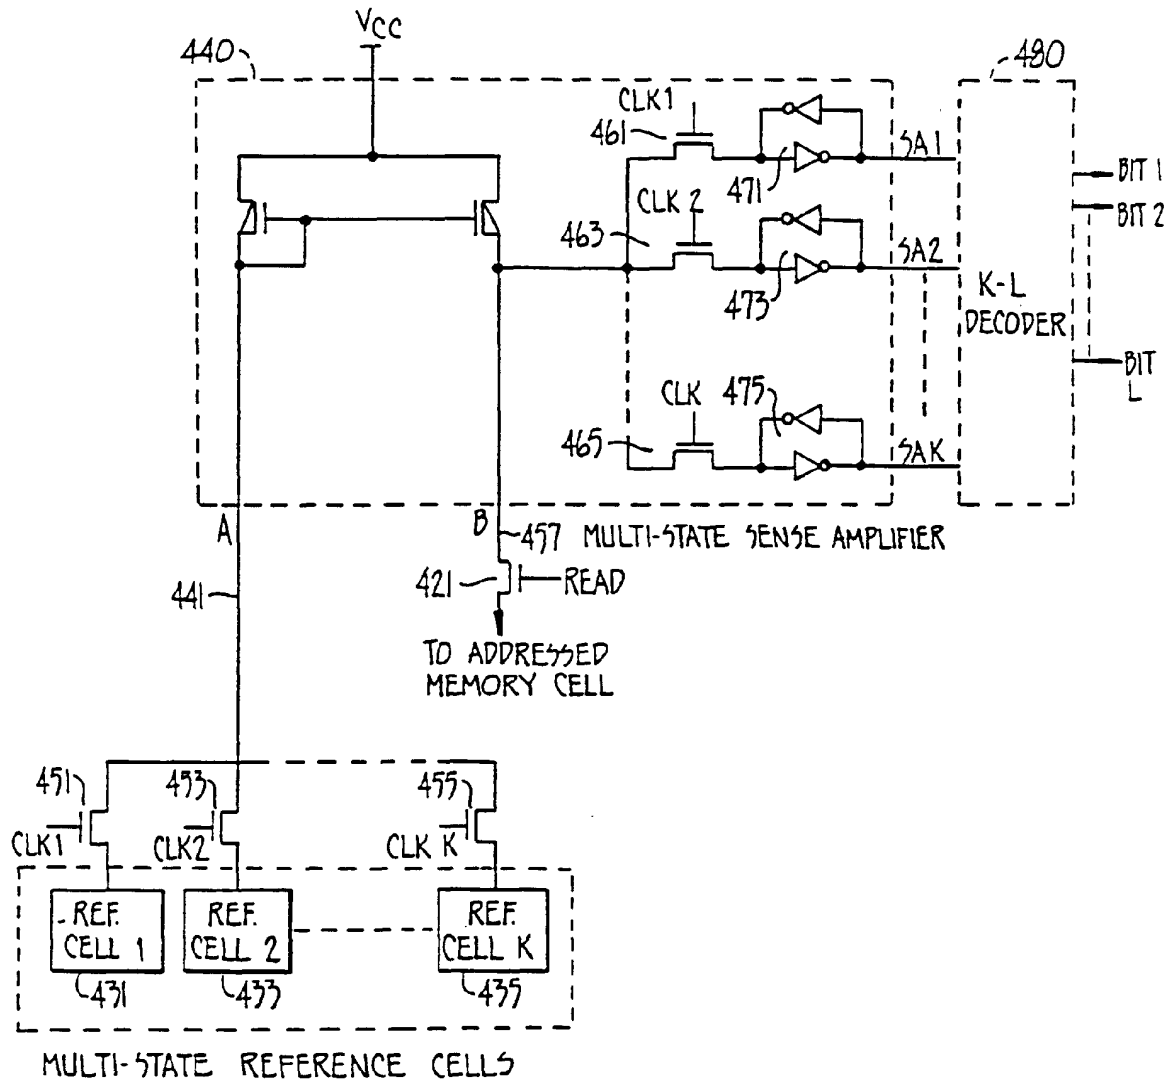 VCC
440
480
CLK1
461
471
SA1
BIT 1
CLK 2
BIT 2
463
473
SA2
K-L
DECODER
BIT
L
CLK
475
465
SAK
A
B
457
MULTI-STATE SENSE AMPLIFIER
421
READ
441
TO ADDRESSED
MEMORY CELL
451
453
455
CLK1
CLK2
CLK K
REF.
CELL 1
REF.
CELL 2
REF.
CELL K
431
433
435
MULTI-STATE REFERENCE CELLS